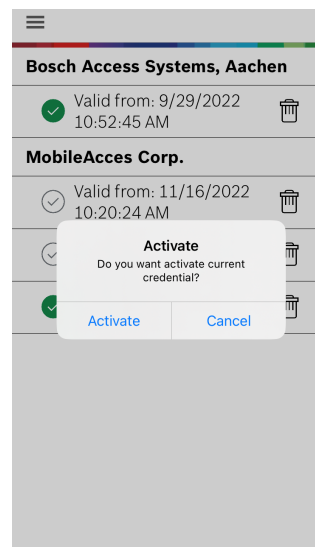 Bosch Access Systems, Aachen
Valid from: 9/29/2022
10:52:45 AM
MobileAcces Corp.
Valid from: 11/16/2022
10:20:24 AM
Activate
Do you want activate current
credential?
Activate
Cancel